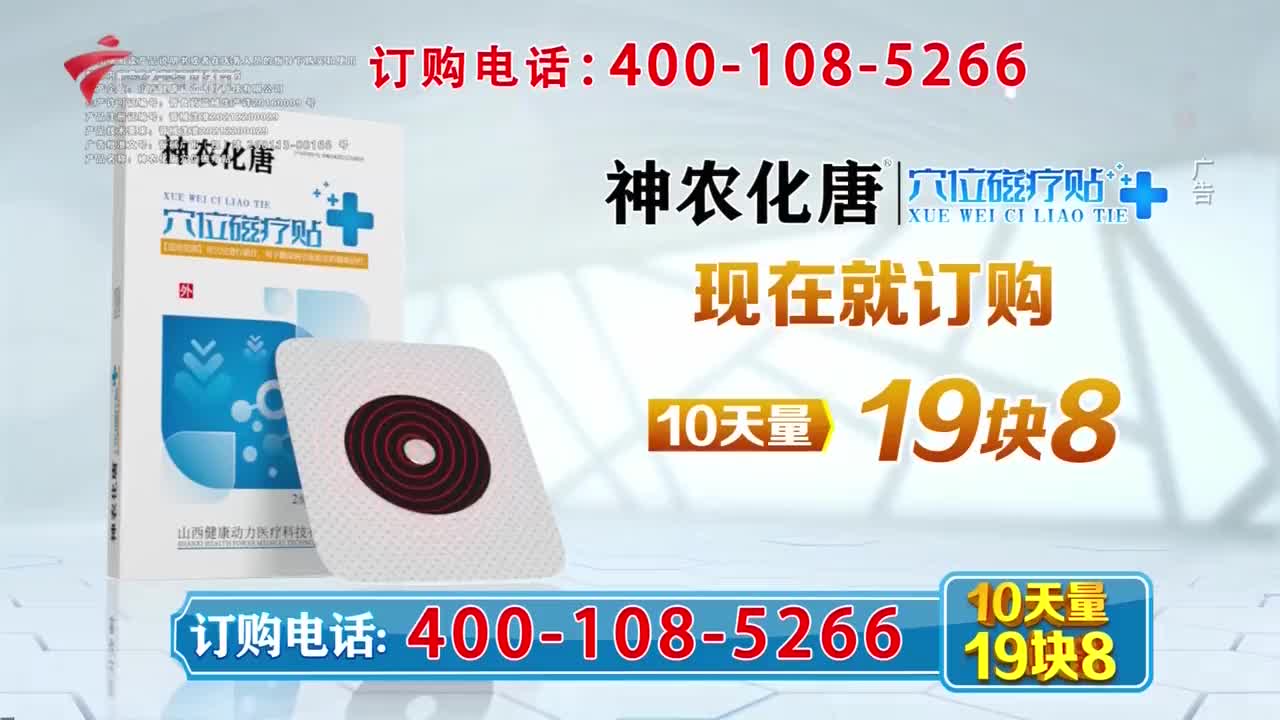 订购电话:400-108-5266
神农化唐®
穴位磁疗贴
XUE WEI CI LIAO TIE
广告
现在就订购
10天量
19块8
神农化唐
XUE WEI CI LIAO TIE
穴位磁疗贴
外
山西健康动力医疗科技
神农化唐
订购电话:400-108-5266
10天量
19块8